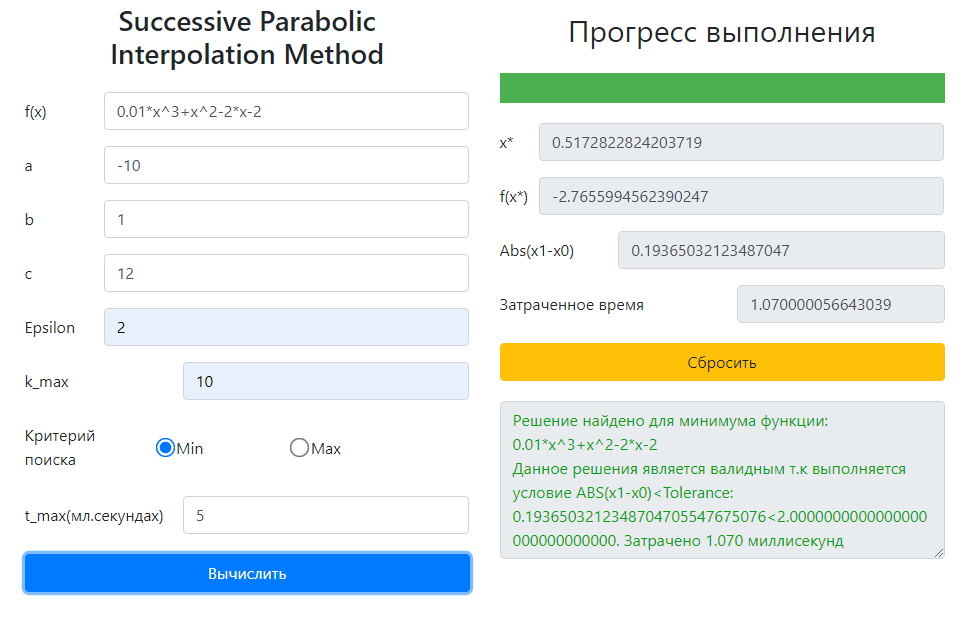 Successive Parabolic
Interpolation Method
f(x)
0.01*x^3+x^2-2*x-2
a
-10
b
1
c
12
Epsilon
2
k_max
10
Критерий
поиска
Min
Max
t_max(мл.секундах)
5
Вычислить
Прогресс выполнения
x*
0.5172822824203719
f(x*)
-2.7655994562390247
Abs(x1-x0)
0.19365032123487047
Затраченное время
1.070000056643039
Сбросить
Решение найдено для минимума функции:
0.01*x^3+x^2-2*x-2
Данное решения является валидным т.к выполняется
условие ABS(x1-x0)<Tolerance:
0.1936503212348704705547675076<2.0000000000000000
000000000000. Затрачено 1.070 миллисекунд